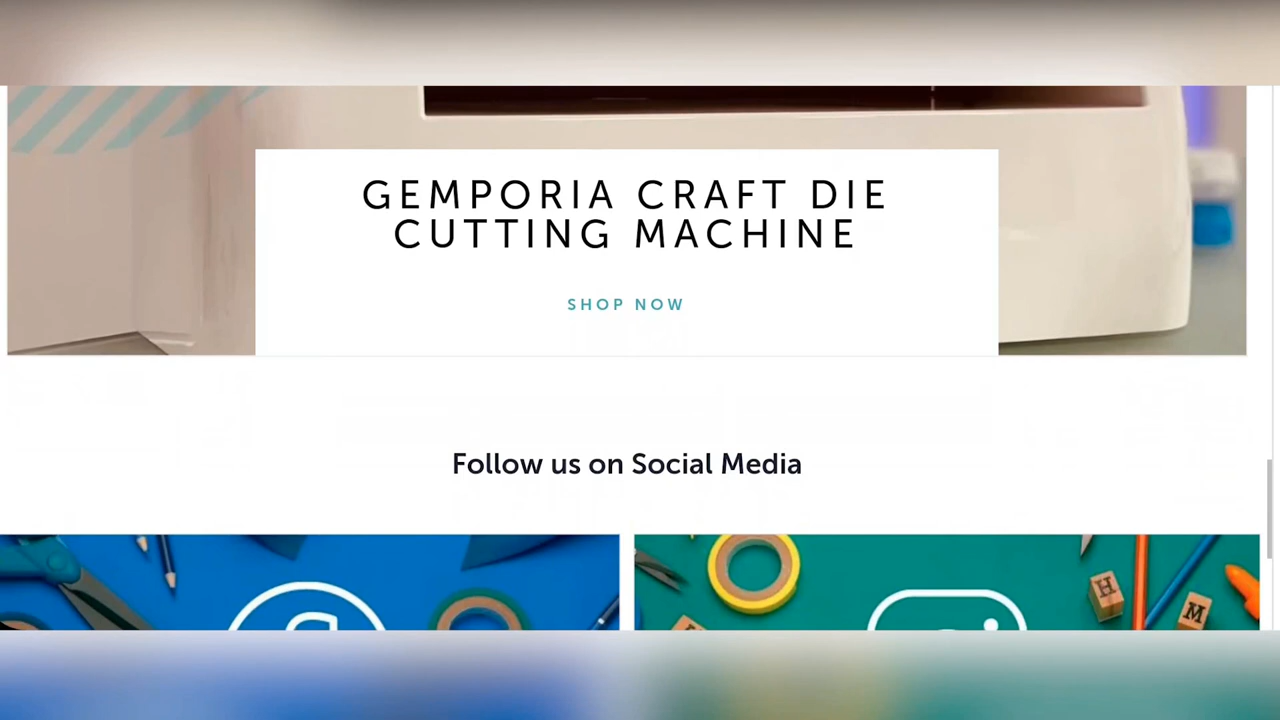 GEMPORIA CRAFT DIE
CUTTING MACHINE
SHOP NOW
Follow us on Social Media
H
M